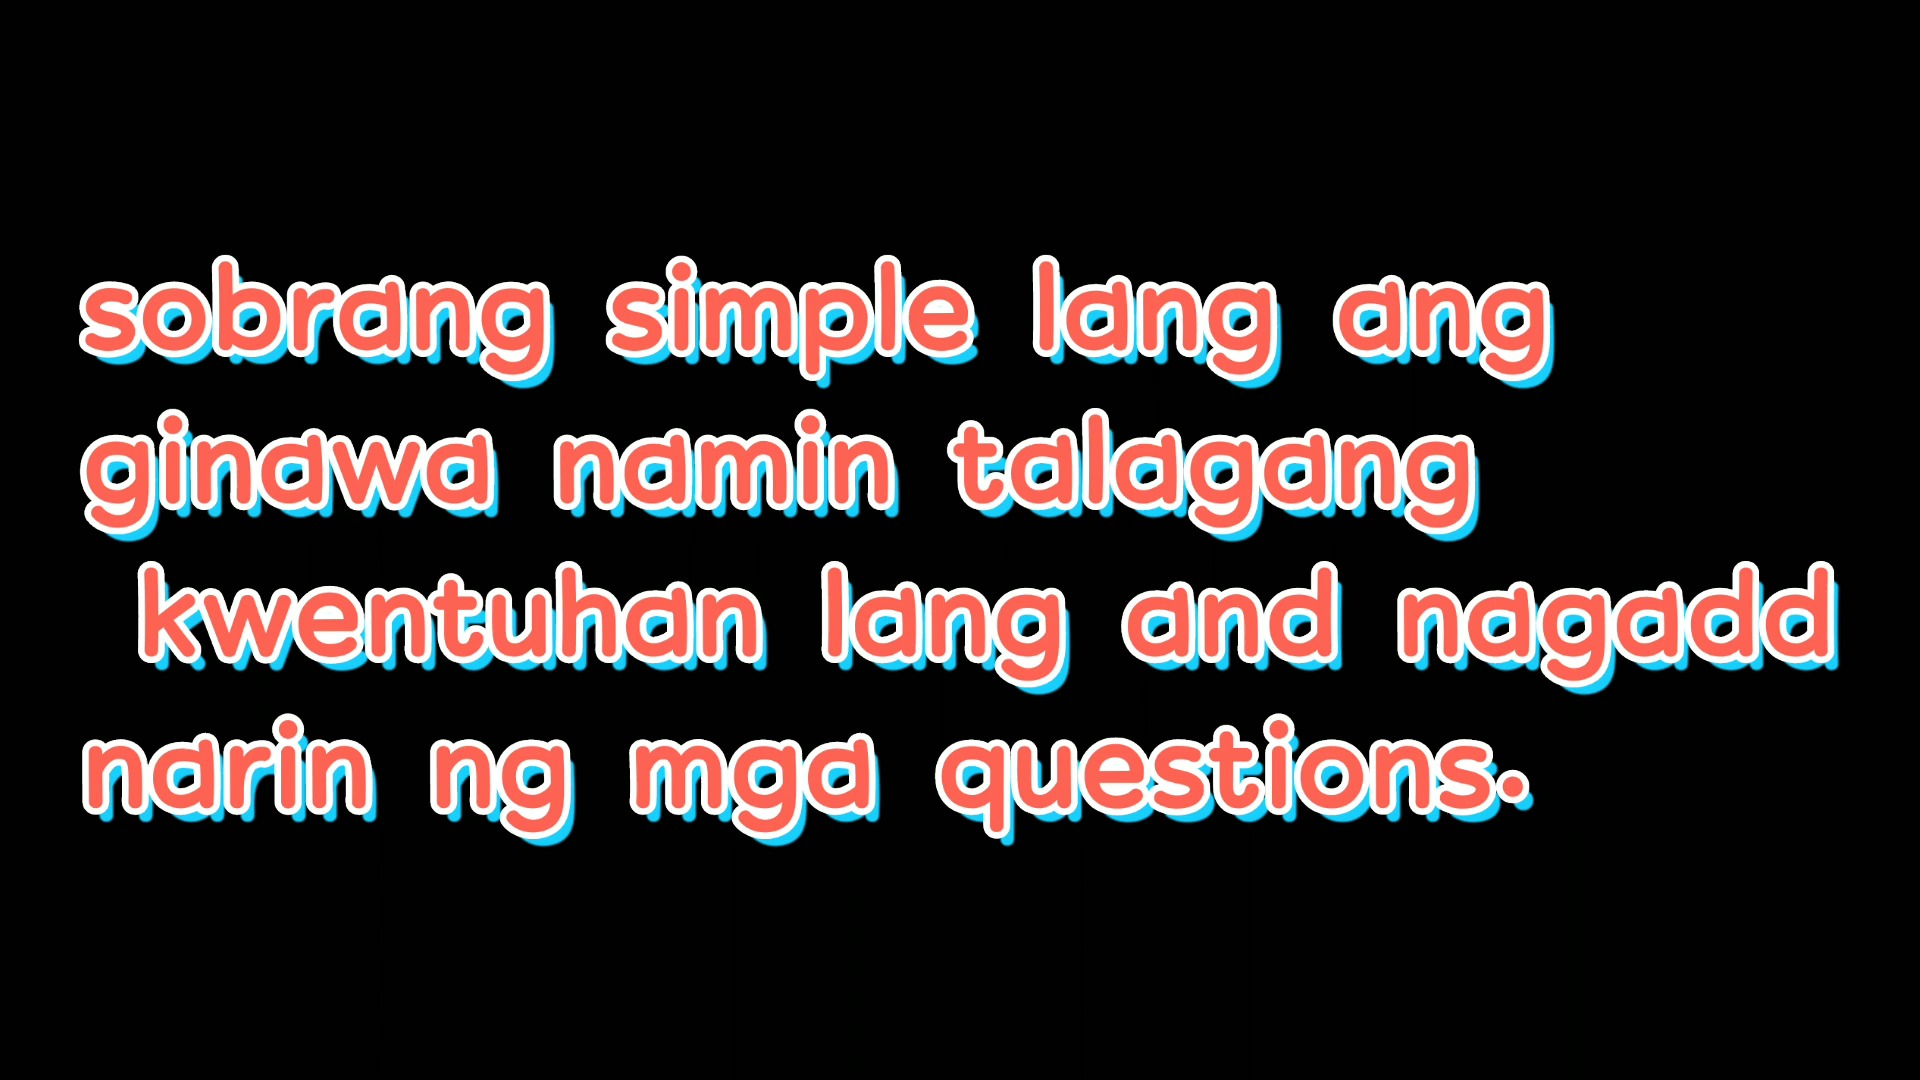 sobrang simple lang ang
ginawa namin talagang
kwentuhan lang and nagadd
narin ng mga questions.